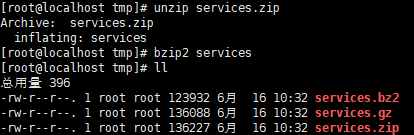 [root@localhost tmp]# unzip services.zip
Archive:  services.zip
  inflating: services
[root@localhost tmp]# bzip2 services
[root@localhost tmp]# ll
总用量 396
-rw-r--r--. 1 root root 123932 6月  16 10:32 services.bz2
-rw-r--r--. 1 root root 136088 6月  16 10:32 services.gz
-rw-r--r--. 1 root root 136227 6月  16 10:32 services.zip